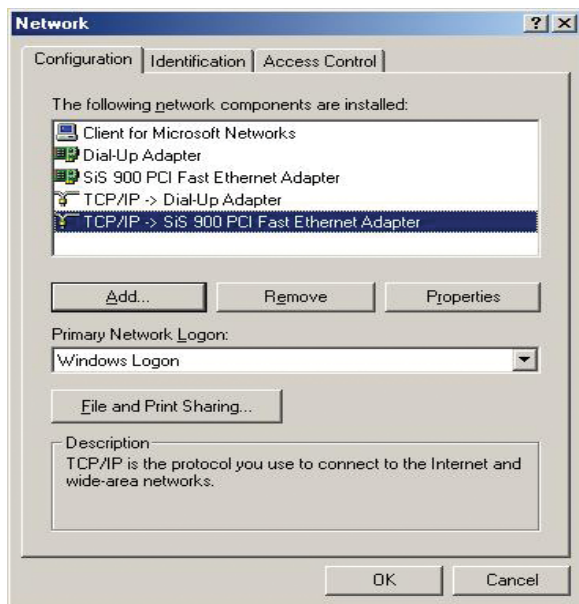 Network
Configuration Identification Access Control
The following network components are installed:
Client for Microsoft Networks
Dial-Up Adapter
SiS 900 PCI Fast Ethernet Adapter
TCP/IP -> Dial-Up Adapter
TCP/IP -> SiS 900 PCI Fast Ethernet Adapter
Add... Remove Properties
Primary Network Logon:
Windows Logon
File and Print Sharing...
Description
TCP/IP is the protocol you use to connect to the Internet and
wide-area networks.
OK Cancel